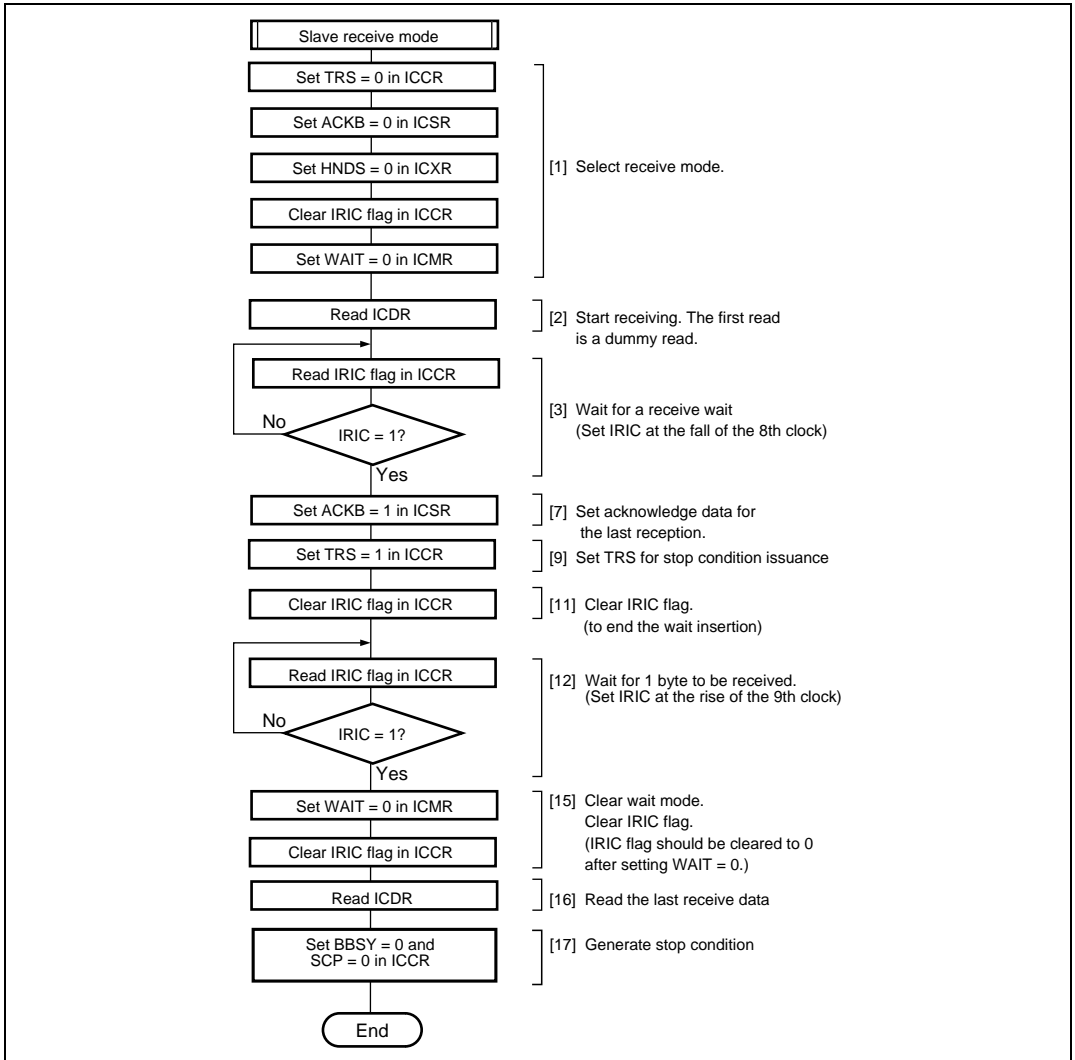 Slave receive mode
Set TRS = 0 in ICCR
Set ACKB = 0 in ICSR
Set HNDS = 0 in ICXR
[1] Select receive mode.
Clear IRIC flag in ICCR
Set WAIT = 0 in ICMR
Read ICDR
[2] Start receiving. The first read
is a dummy read.
Read IRIC flag in ICCR
[3] Wait for a receive wait
(Set IRIC at the fall of the 8th clock)
No
IRIC = 1?
Yes
Set ACKB = 1 in ICSR
[7] Set acknowledge data for
the last reception.
Set TRS = 1 in ICCR
[9] Set TRS for stop condition issuance
Clear IRIC flag in ICCR
[11] Clear IRIC flag.
(to end the wait insertion)
Read IRIC flag in ICCR
[12] Wait for 1 byte to be received.
(Set IRIC at the rise of the 9th clock)
No
IRIC = 1?
Yes
Set WAIT = 0 in ICMR
[15] Clear wait mode.
Clear IRIC flag.
(IRIC flag should be cleared to 0
after setting WAIT = 0.)
Clear IRIC flag in ICCR
Read ICDR
[16] Read the last receive data
Set BBSY = 0 and
SCP = 0 in ICCR
[17] Generate stop condition
End